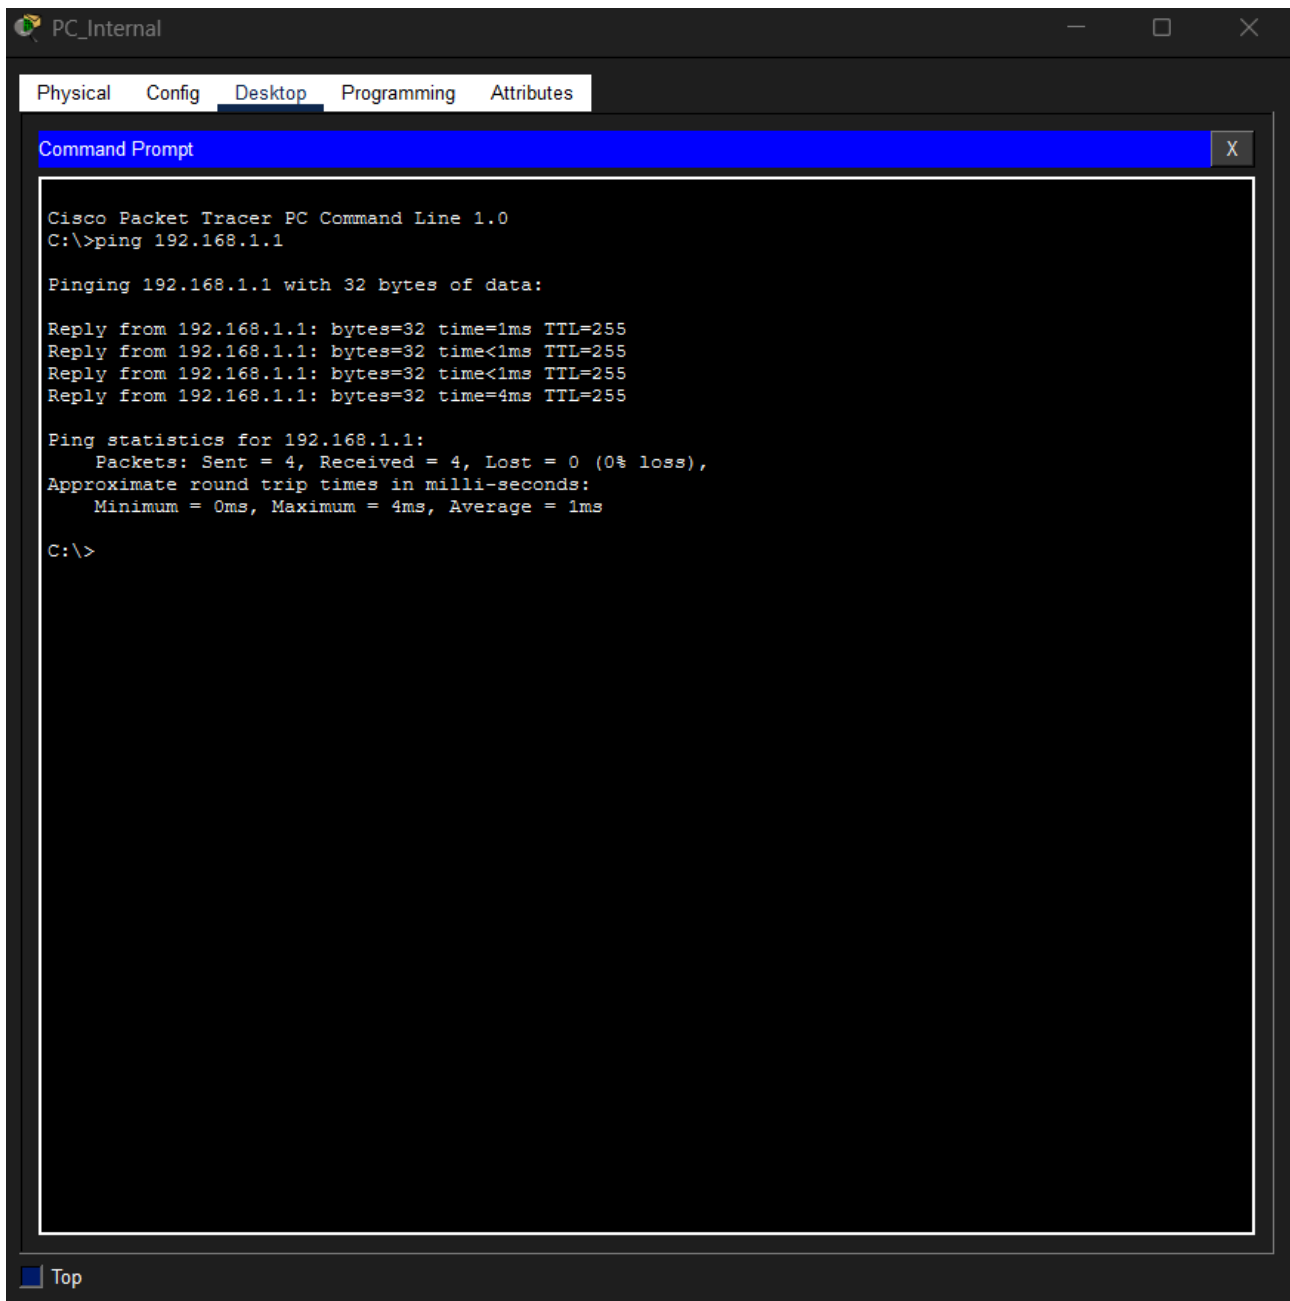 PC_Internal
Physical Config Desktop Programming Attributes
Command Prompt X
Cisco Packet Tracer PC Command Line 1.0
C:\>ping 192.168.1.1
Pinging 192.168.1.1 with 32 bytes of data:
Reply from 192.168.1.1: bytes=32 time=1ms TTL=255
Reply from 192.168.1.1: bytes=32 time<1ms TTL=255
Reply from 192.168.1.1: bytes=32 time<1ms TTL=255
Reply from 192.168.1.1: bytes=32 time=4ms TTL=255
Ping statistics for 192.168.1.1:
    Packets: Sent = 4, Received = 4, Lost = 0 (0% loss),
Approximate round trip times in milli-seconds:
    Minimum = 0ms, Maximum = 4ms, Average = 1ms
C:\>
Top